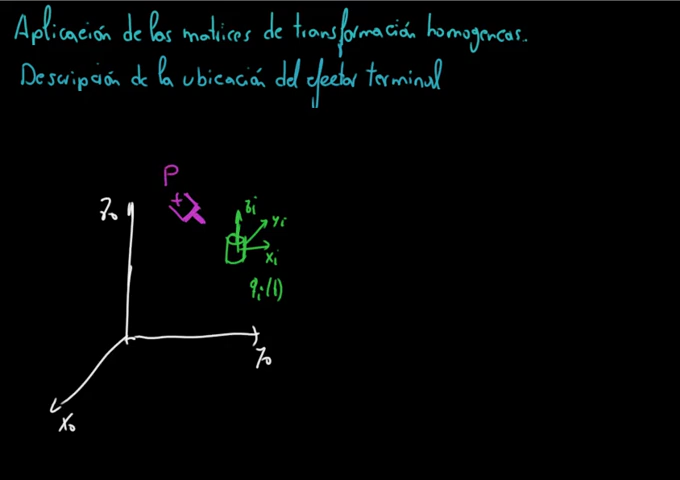 Aplicación de las matrices de transformación homogeneas.
Descripción de la ubicación del efector terminal
P
z₀
zᵢ
yᵢ
xᵢ
qᵢ(1)
y₀
x₀